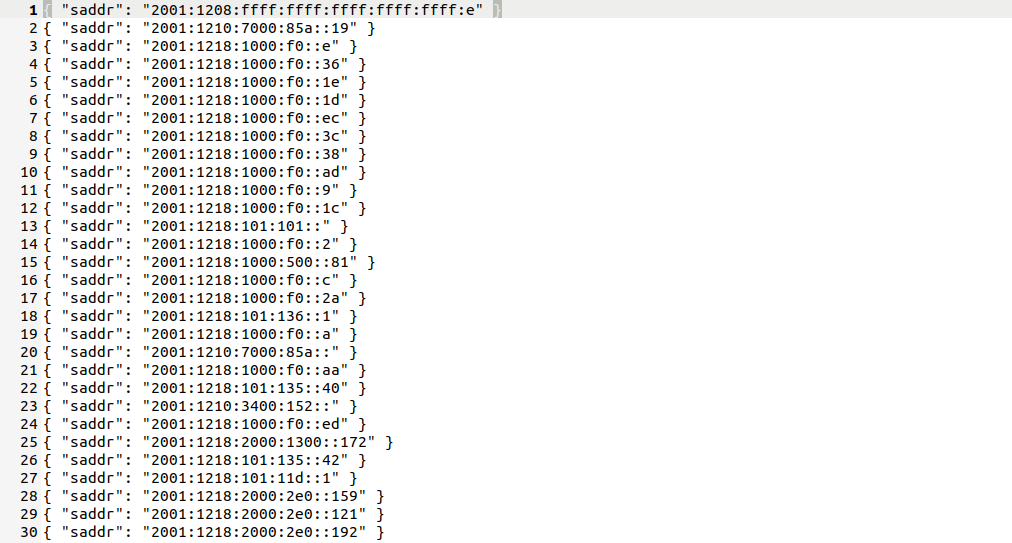 1 { "saddr": "2001:1208:ffff:ffff:ffff:ffff:ffff:e" }
2 { "saddr": "2001:1210:7000:85a::19" }
3 { "saddr": "2001:1218:1000:f0::e" }
4 { "saddr": "2001:1218:1000:f0::36" }
5 { "saddr": "2001:1218:1000:f0::1e" }
6 { "saddr": "2001:1218:1000:f0::1d" }
7 { "saddr": "2001:1218:1000:f0::ec" }
8 { "saddr": "2001:1218:1000:f0::3c" }
9 { "saddr": "2001:1218:1000:f0::38" }
10 { "saddr": "2001:1218:1000:f0::ad" }
11 { "saddr": "2001:1218:1000:f0::9" }
12 { "saddr": "2001:1218:1000:f0::1c" }
13 { "saddr": "2001:1218:101:101::" }
14 { "saddr": "2001:1218:1000:f0::2" }
15 { "saddr": "2001:1218:1000:500::81" }
16 { "saddr": "2001:1218:1000:f0::c" }
17 { "saddr": "2001:1218:1000:f0::2a" }
18 { "saddr": "2001:1218:101:136::1" }
19 { "saddr": "2001:1218:1000:f0::a" }
20 { "saddr": "2001:1210:7000:85a::" }
21 { "saddr": "2001:1218:1000:f0::aa" }
22 { "saddr": "2001:1218:101:135::40" }
23 { "saddr": "2001:1210:3400:152::" }
24 { "saddr": "2001:1218:1000:f0::ed" }
25 { "saddr": "2001:1218:2000:1300::172" }
26 { "saddr": "2001:1218:101:135::42" }
27 { "saddr": "2001:1218:101:11d::1" }
28 { "saddr": "2001:1218:2000:2e0::159" }
29 { "saddr": "2001:1218:2000:2e0::121" }
30 { "saddr": "2001:1218:2000:2e0::192" }